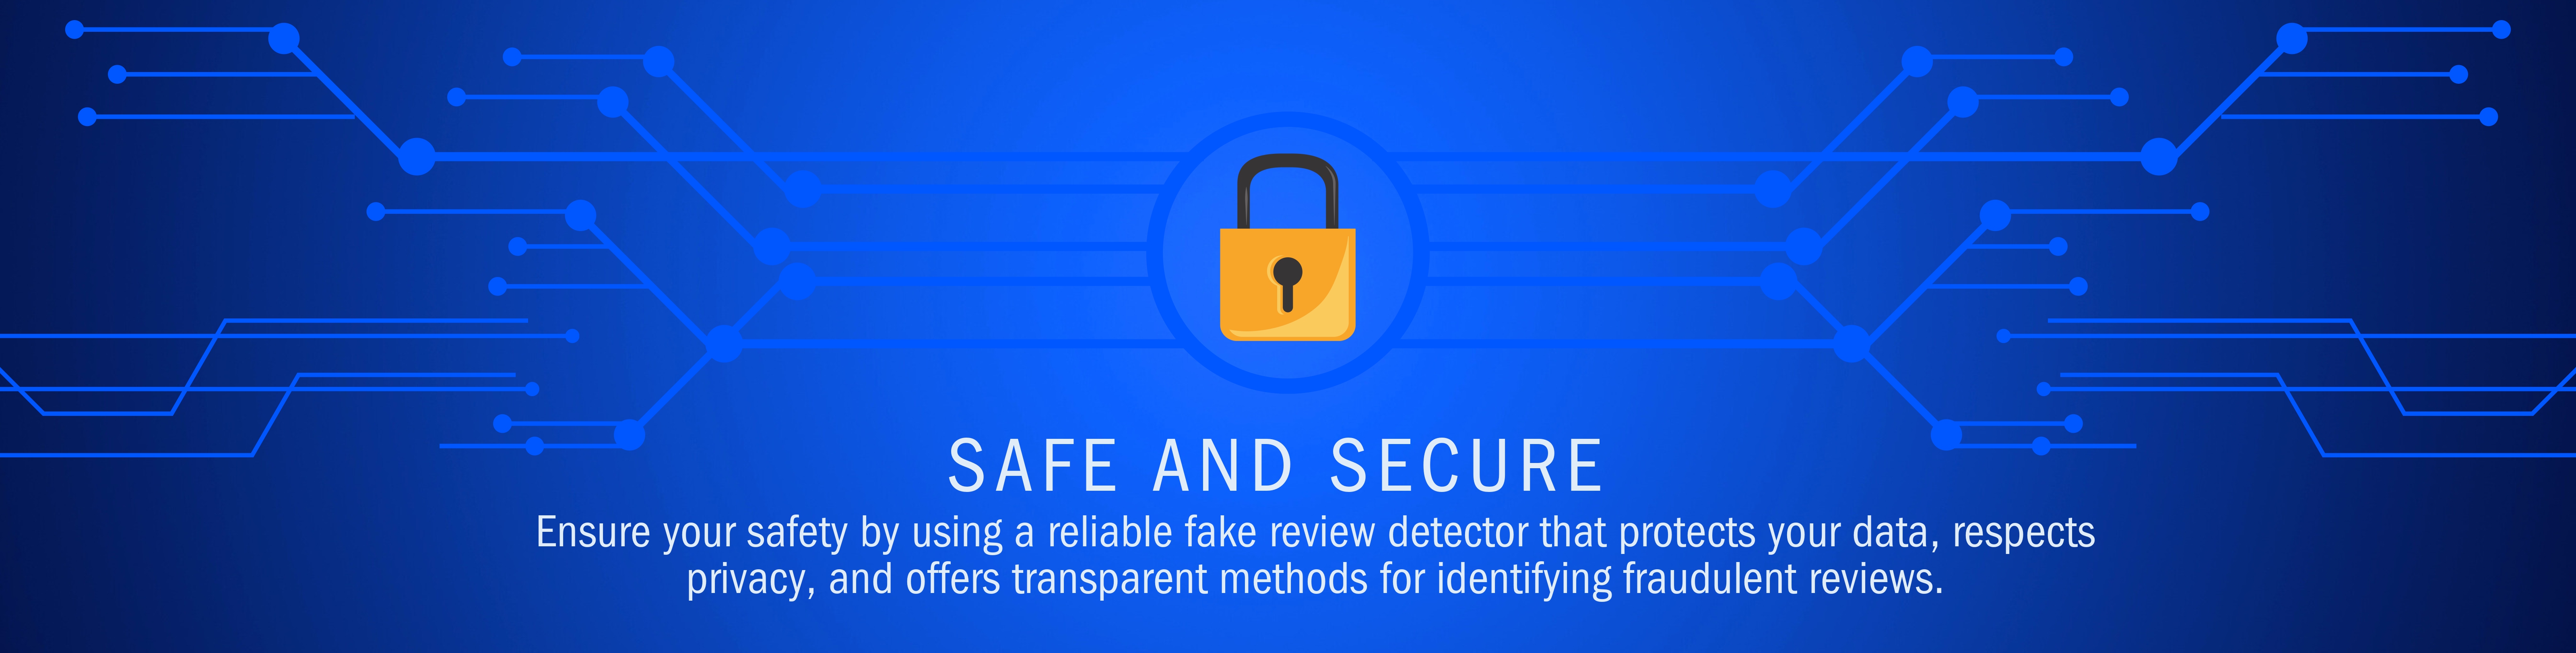 SAFE AND SECURE
Ensure your safety by using a reliable fake review detector that protects your data, respects
privacy, and offers transparent methods for identifying fraudulent reviews.